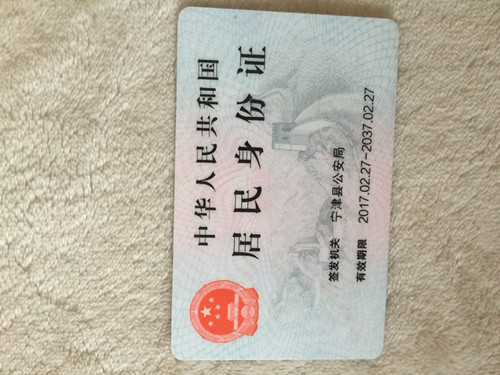 中华人民共和国
居民身份证
签发机关 宁津县公安局
有效期限 2017.02.27-2037.02.27